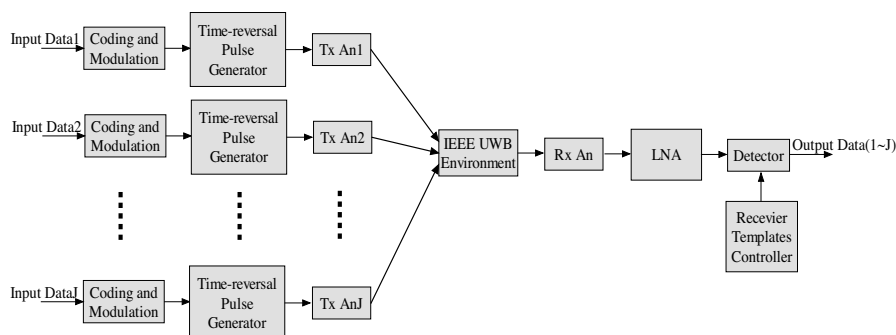 Input Data1
Coding and
Modulation
Time-reversal
Pulse
Generator
Tx An1
Input Data2
Coding and
Modulation
Time-reversal
Pulse
Generator
Tx An2
IEEE UWB
Environment
Rx An
LNA
Detector
Output Data(1~J)
Recevier
Templates
Controller
Input DataJ
Coding and
Modulation
Time-reversal
Pulse
Generator
Tx AnJ